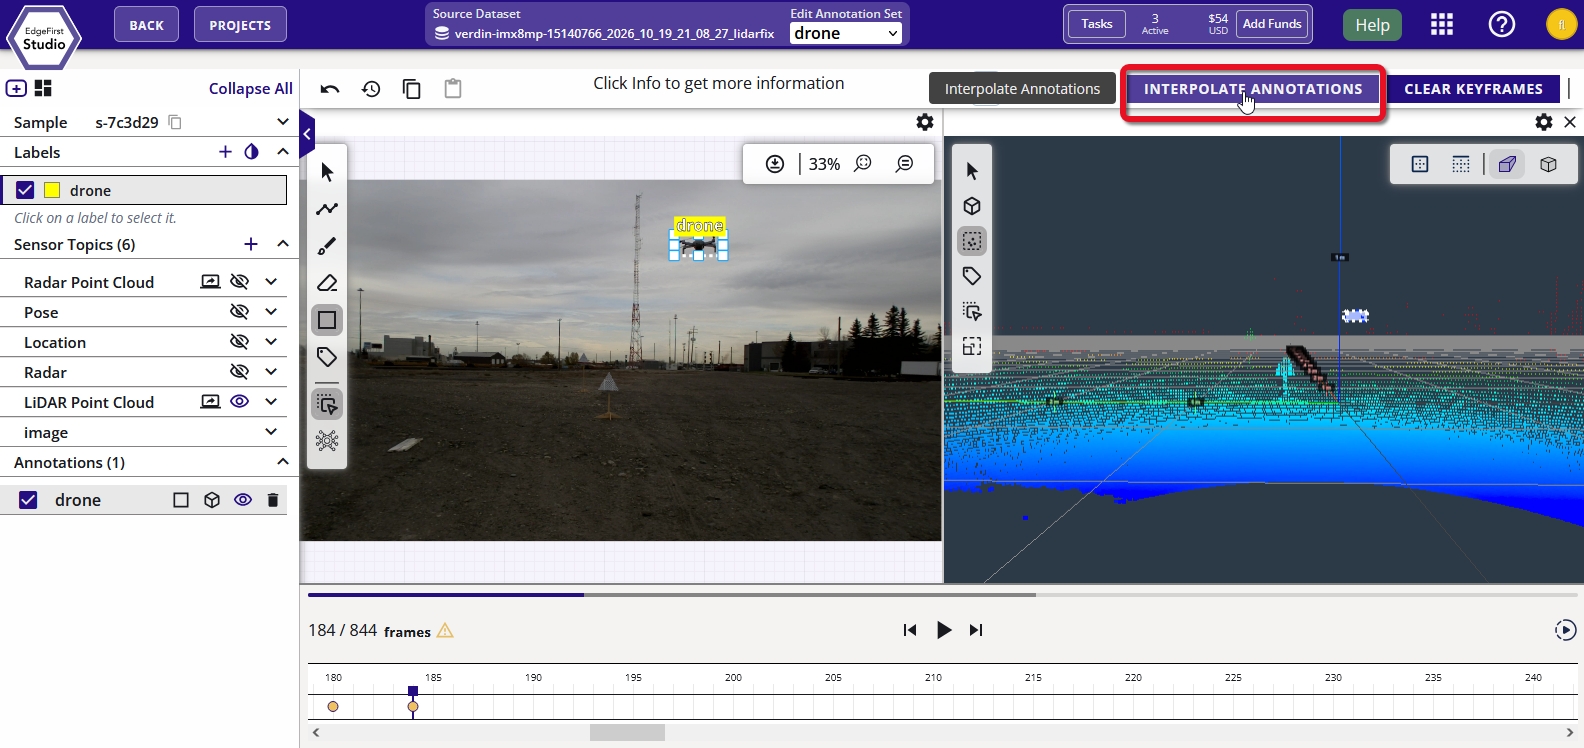 EdgeFirst
Studio
BACK
PROJECTS
Source Dataset
verdin-imx8mp-15140766_2026_10_19_21_08_27_lidarfix
Edit Annotation Set
drone
Tasks
3
Active
$54
USD
Add Funds
Help
fl
Collapse All
Click Info to get more information
Interpolate Annotations
INTERPOLATE ANNOTATIONS
CLEAR KEYFRAMES
Sample s-7c3d29
Labels
drone
Click on a label to select it.
Sensor Topics (6)
Radar Point Cloud
Pose
Location
Radar
LiDAR Point Cloud
image
Annotations (1)
drone
33%
drone
184 / 844 frames
180 185 190 195 200 205 210 215 220 225 230 235 240